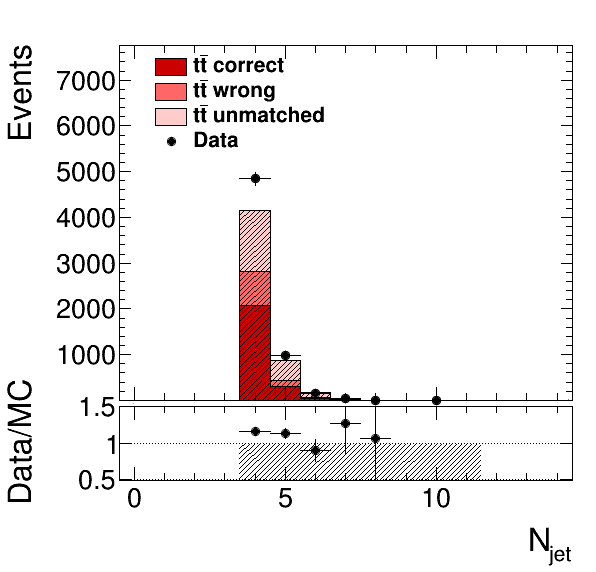 Events
7000
6000
5000
4000
3000
2000
1000
tt̄ correct
tt̄ wrong
tt̄ unmatched
Data
Data/MC
1.5
1
0.5
0 5 10
N_jet